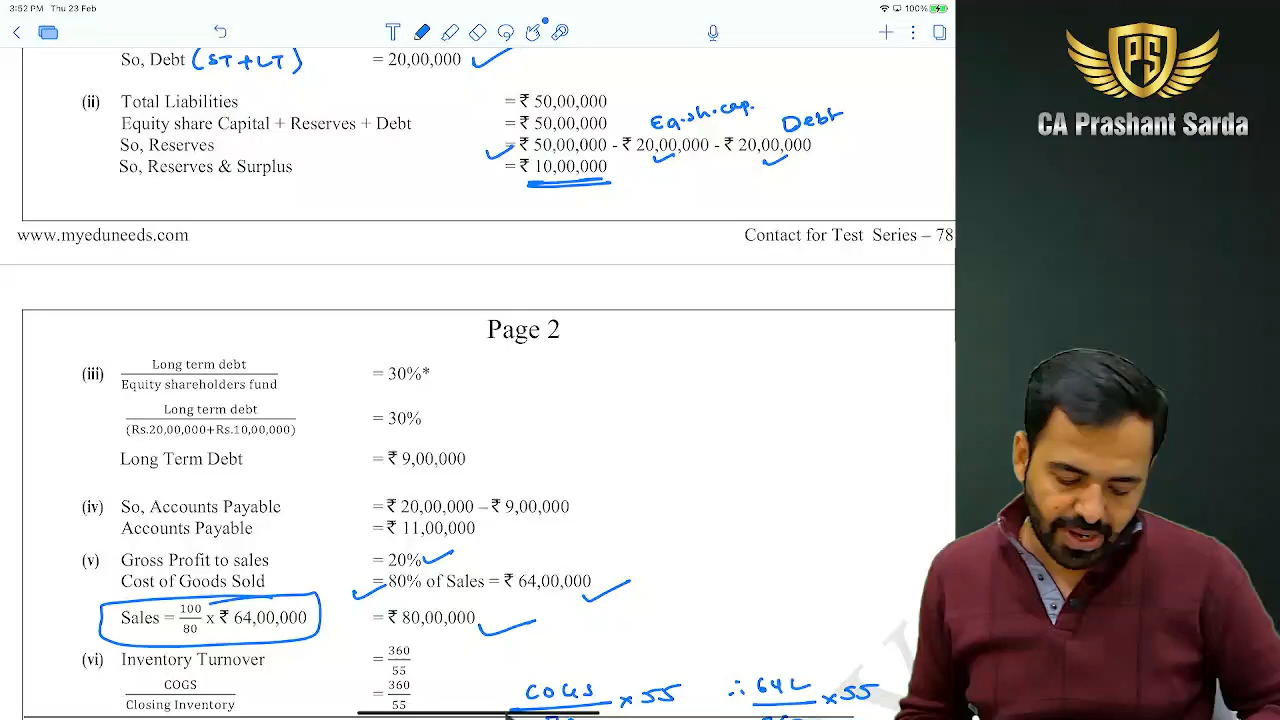 3:52 PM Thu 23 Feb 100%
T
So, Debt (ST+LT) = 20,00,000
(ii) Total Liabilities = ₹ 50,00,000
Equity share Capital + Reserves + Debt = ₹ 50,00,000
Eq.sh.cap. Debt
So, Reserves = ₹ 50,00,000 - ₹ 20,00,000 - ₹ 20,00,000
So, Reserves & Surplus = ₹ 10,00,000
www.myeduneeds.com Contact for Test Series – 78
Page 2
(iii) Long term debt / Equity shareholders fund = 30%*
Long term debt / (Rs.20,00,000+Rs.10,00,000) = 30%
Long Term Debt = ₹ 9,00,000
(iv) So, Accounts Payable = ₹ 20,00,000 – ₹ 9,00,000
Accounts Payable = ₹ 11,00,000
(v) Gross Profit to sales = 20%
Cost of Goods Sold = 80% of Sales = ₹ 64,00,000
Sales = 100/80 x ₹ 64,00,000 = ₹ 80,00,000
(vi) Inventory Turnover = 360/55
COGS / Closing Inventory = 360/55
COGS × 55 ∴ 64L × 55
PS
CA Prashant Sarda